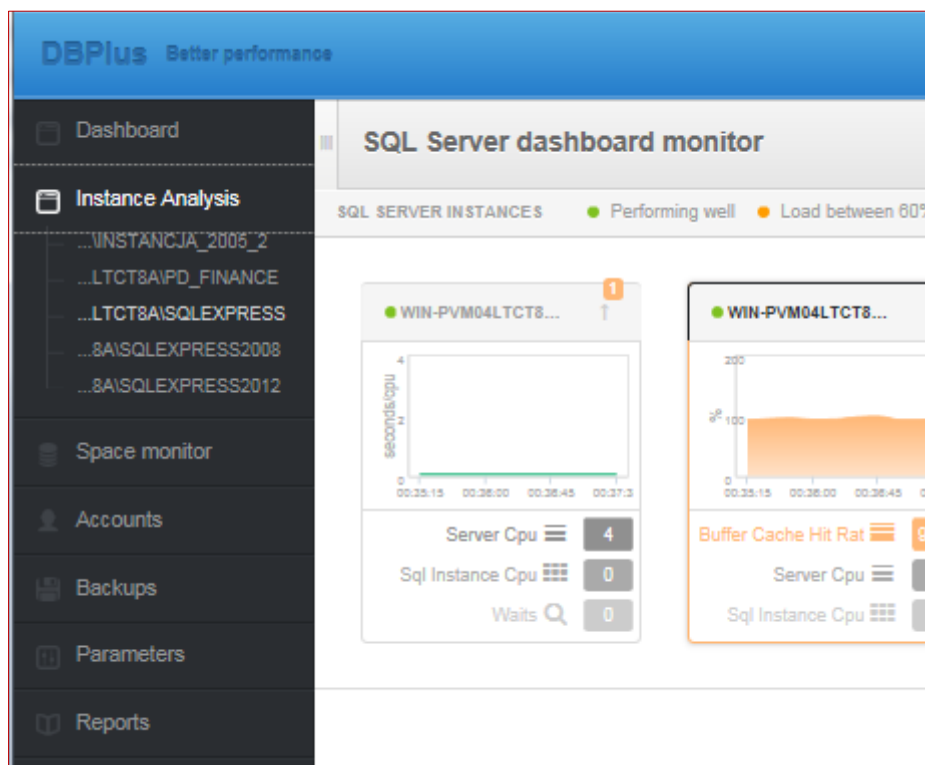 DBPlus Better performance
Dashboard
Instance Analysis
...\INSTANCJA_2005_2
...LTCT8A\PD_FINANCE
...LTCT8A\SQLEXPRESS
...8A\SQLEXPRESS2008
...8A\SQLEXPRESS2012
Space monitor
Accounts
Backups
Parameters
Reports
SQL Server dashboard monitor
SQL SERVER INSTANCES Performing well Load between 60%
1
WIN-PVM04LTCT8...
4
seconds/cpu
2
0
00:35:15 00:36:00 00:36:45 00:37:3
Server Cpu 4
Sql Instance Cpu 0
Waits 0
WIN-PVM04LTCT8...
200
%
100
0
00:35:15 00:36:00 00:36:45
Buffer Cache Hit Rat 9
Server Cpu
Sql Instance Cpu